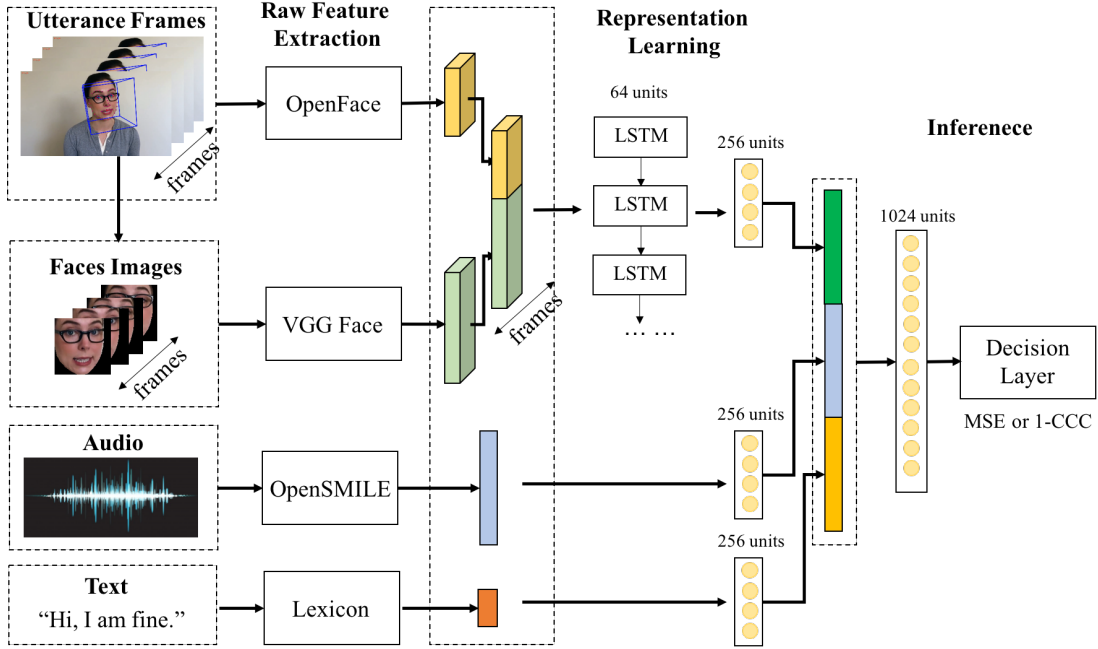 Utterance Frames
frames
Raw Feature
Extraction
OpenFace
Representation
Learning
64 units
LSTM
LSTM
LSTM
... ...
256 units
Inferenece
1024 units
Faces Images
frames
VGG Face
frames
Decision
Layer
MSE or 1-CCC
Audio
OpenSMILE
256 units
Text
“Hi, I am fine.”
Lexicon
256 units